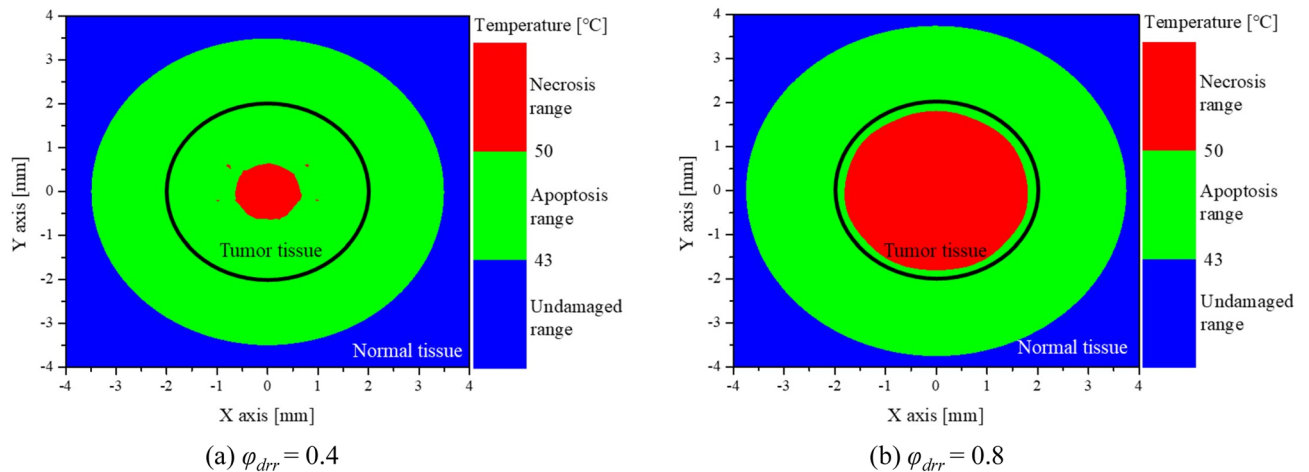 Temperature [℃]
4
3
2
1
0
-1
-2
-3
-4
Y axis [mm]
Tumor tissue
Normal tissue
-4 -3 -2 -1 0 1 2 3 4
X axis [mm]
Necrosis
range
50
Apoptosis
range
43
Undamaged
range
(a) φdrr = 0.4
Temperature [℃]
4
3
2
1
0
-1
-2
-3
-4
Y axis [mm]
Tumor tissue
Normal tissue
-4 -3 -2 -1 0 1 2 3 4
X axis [mm]
Necrosis
range
50
Apoptosis
range
43
Undamaged
range
(b) φdrr = 0.8